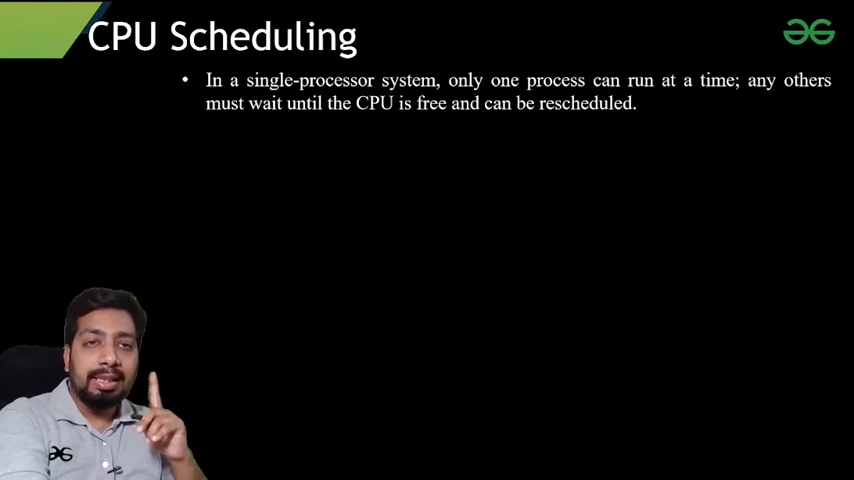 CPU Scheduling
• In a single-processor system, only one process can run at a time; any others
must wait until the CPU is free and can be rescheduled.